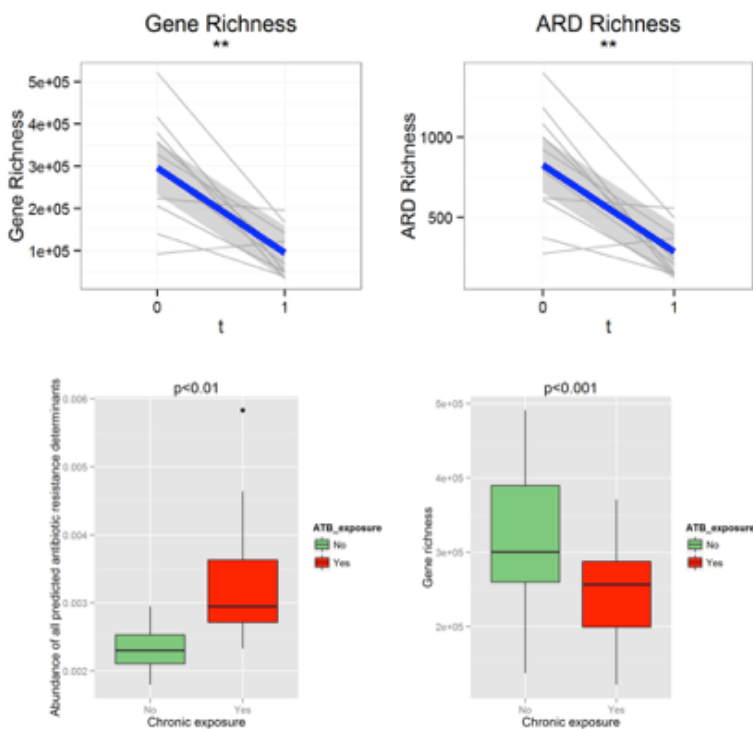 Gene Richness
**
Gene Richness
5e+05
4e+05
3e+05
2e+05
1e+05
0
1
t
ARD Richness
**
ARD Richness
1000
500
0
1
t
p<0.01
Abundance of all predicted antibiotic resistance determinants
0.006
0.005
0.004
0.003
0.002
No
Yes
Chronic exposure
ATB_exposure
No
Yes
p<0.001
Gene richness
5e+05
4e+05
3e+05
2e+05
No
Yes
Chronic exposure
ATB_exposure
No
Yes